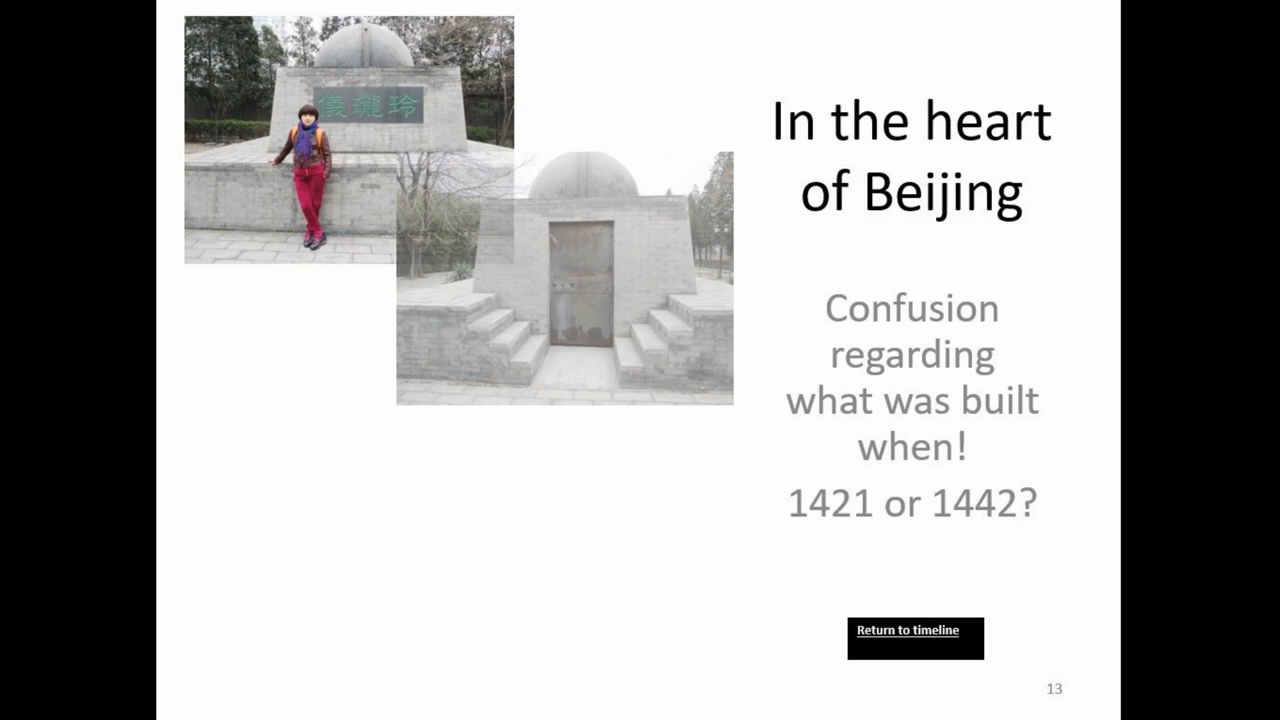 儀瓏玲
In the heart
of Beijing
Confusion
regarding
what was built
when!
1421 or 1442?
Return to timeline
13